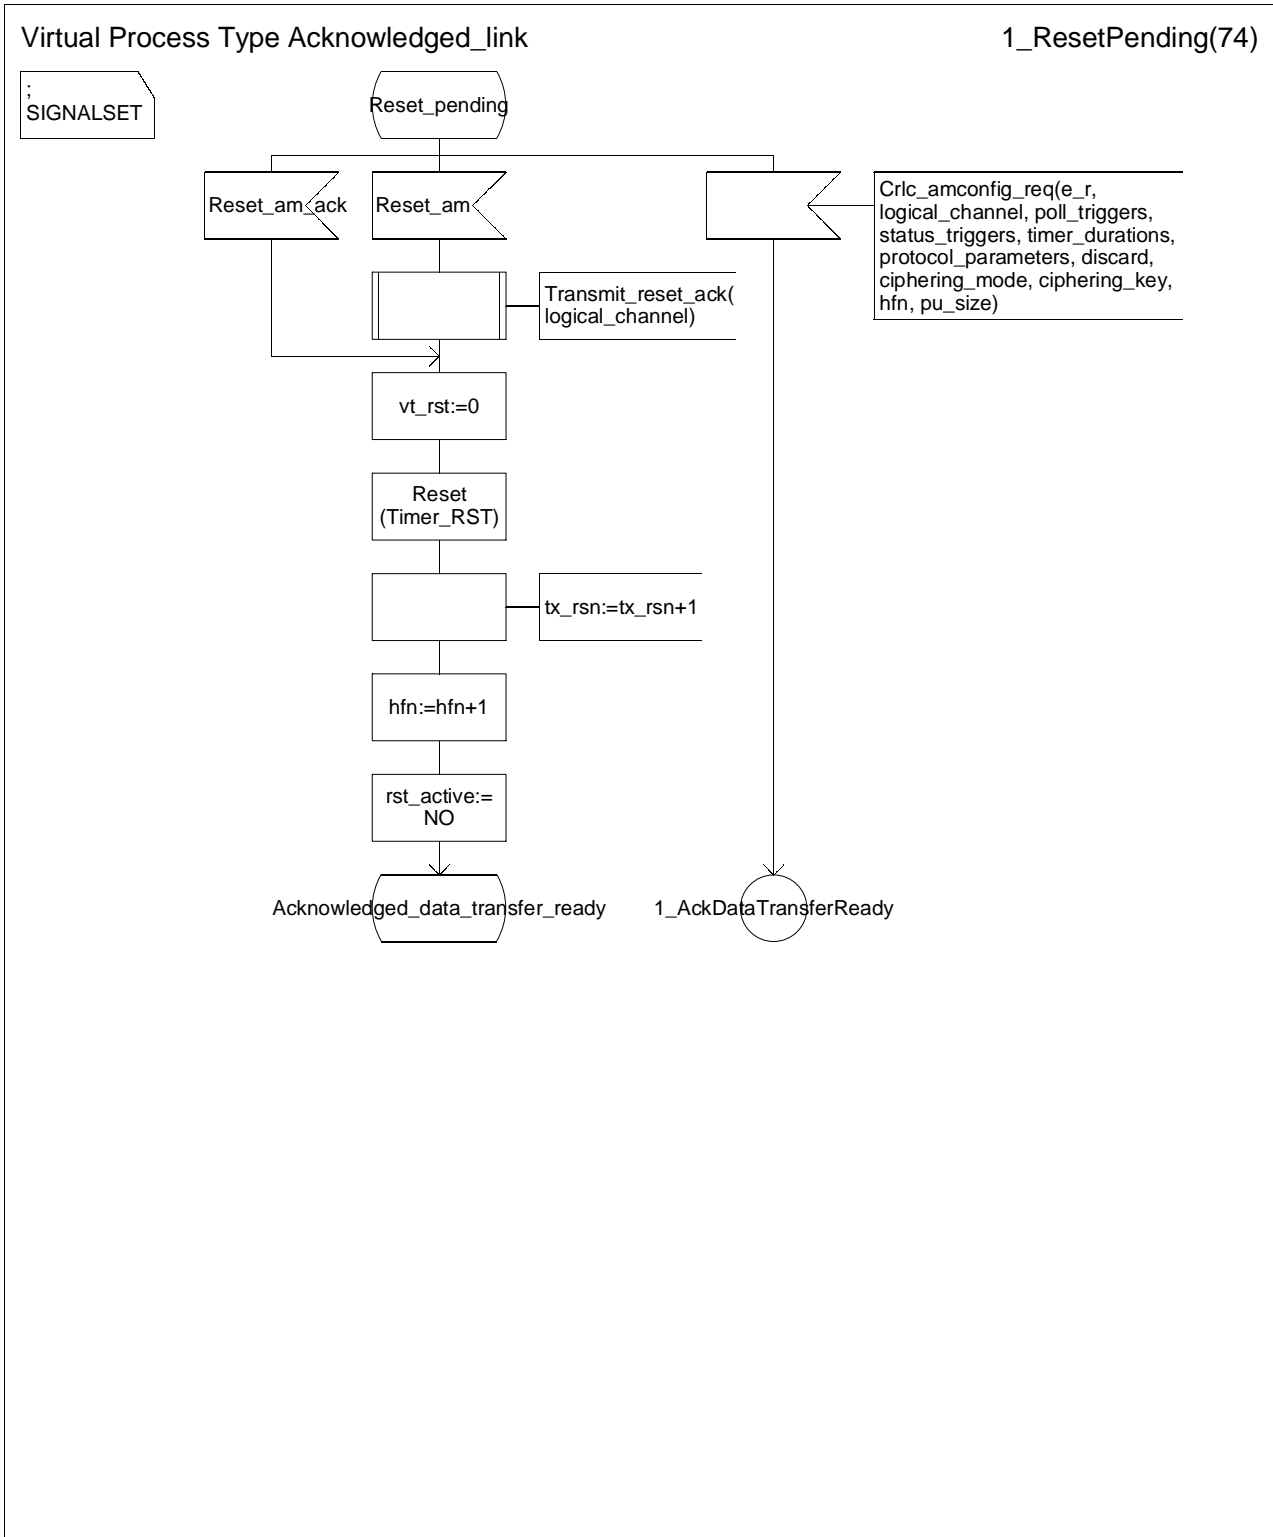 Virtual Process Type Acknowledged_link
1_ResetPending(74)
;
SIGNALSET
Reset_pending
Reset_am_ack
Reset_am
Crlc_amconfig_req(e_r,
logical_channel, poll_triggers,
status_triggers, timer_durations,
protocol_parameters, discard,
ciphering_mode, ciphering_key,
hfn, pu_size)
Transmit_reset_ack(
logical_channel)
vt_rst:=0
Reset
(Timer_RST)
tx_rsn:=tx_rsn+1
hfn:=hfn+1
rst_active:=
NO
Acknowledged_data_transfer_ready
1_AckDataTransferReady